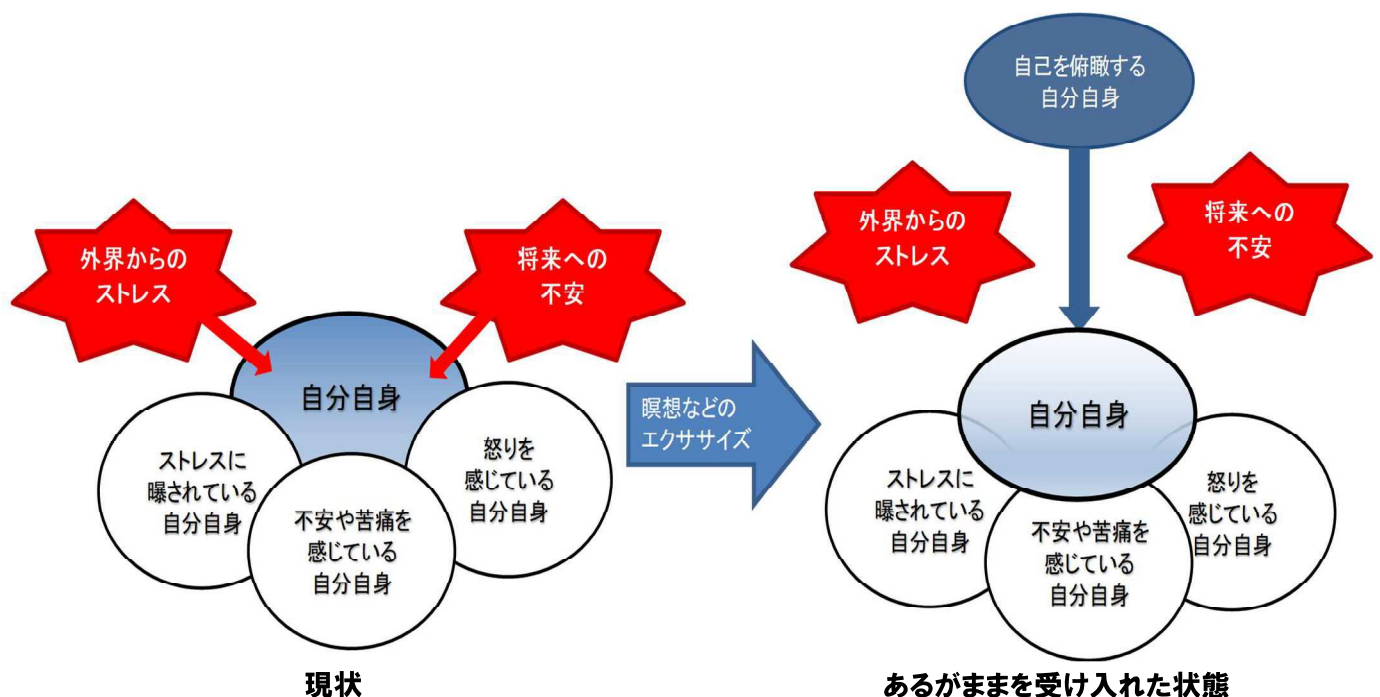 外界からの
ストレス
将来への
不安
自分自身
ストレスに
曝されている
自分自身
不安や苦痛を
感じている
自分自身
怒りを
感じている
自分自身
現状
瞑想などの
エクササイズ
自己を俯瞰する
自分自身
外界からの
ストレス
将来への
不安
自分自身
ストレスに
曝されている
自分自身
不安や苦痛を
感じている
自分自身
怒りを
感じている
自分自身
あるがままを受け入れた状態